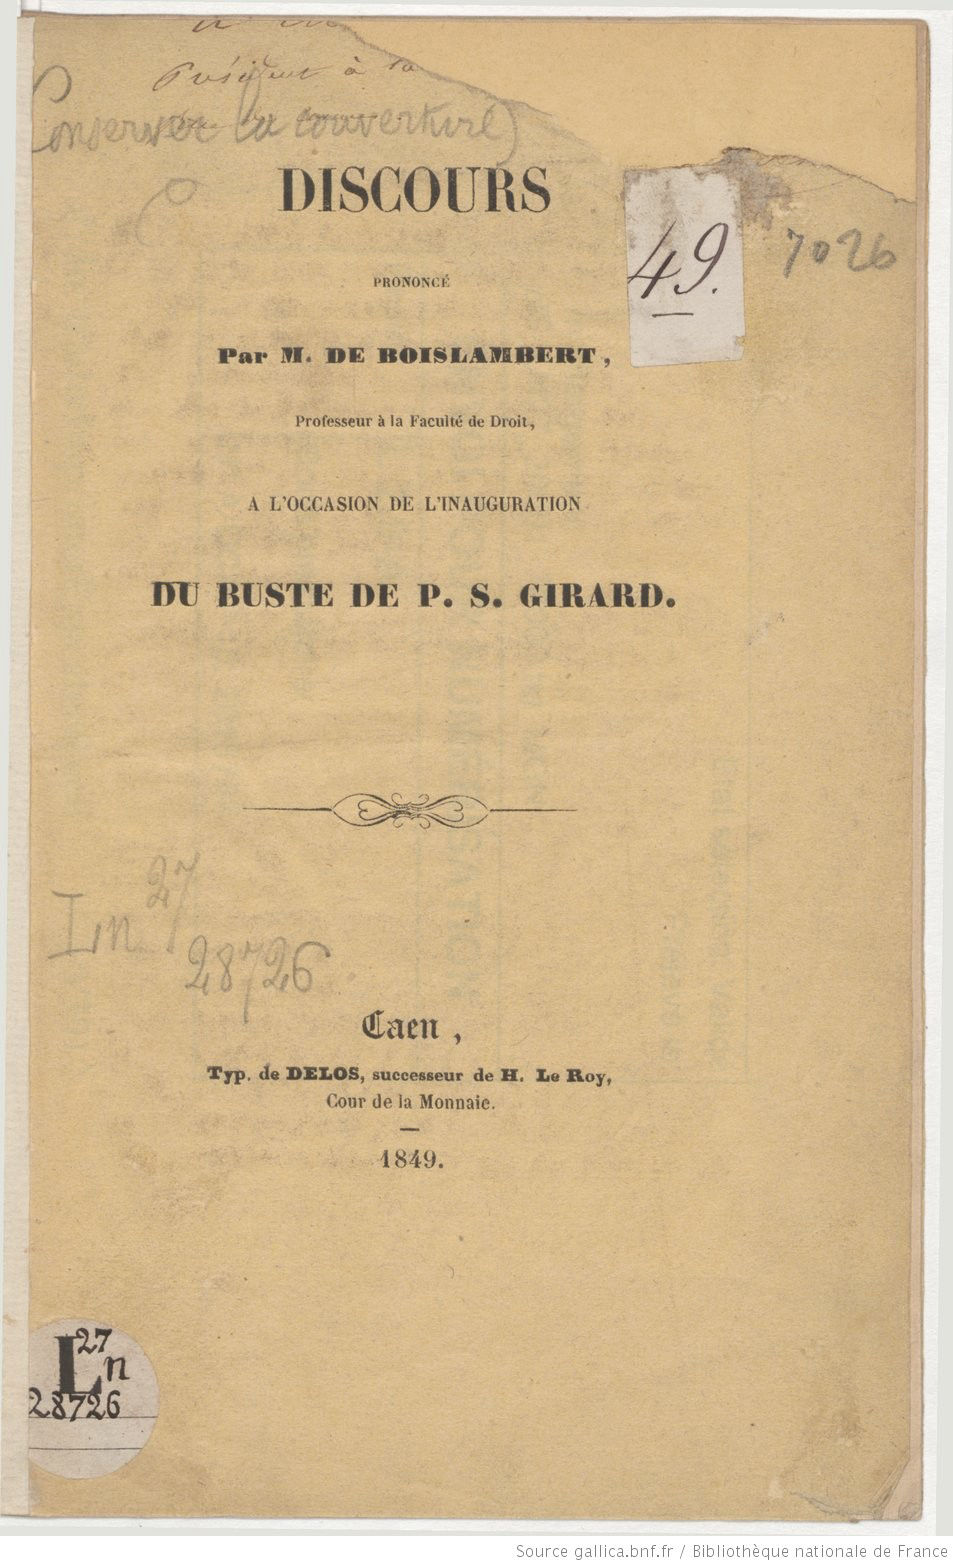 Présent à la
(Conserver la couverture)
DISCOURS
49.
7026
PRONONCÉ
Par M. DE BOISLAMBERT,
Professeur à la Faculté de Droit,
A L'OCCASION DE L'INAUGURATION
DU BUSTE DE P. S. GIRARD.
Ln 27
28726
Caen,
Typ. de DELOS, successeur de H. Le Roy,
Cour de la Monnaie.
1849.
L 27 n
28726
Source gallica.bnf.fr / Bibliothèque nationale de France